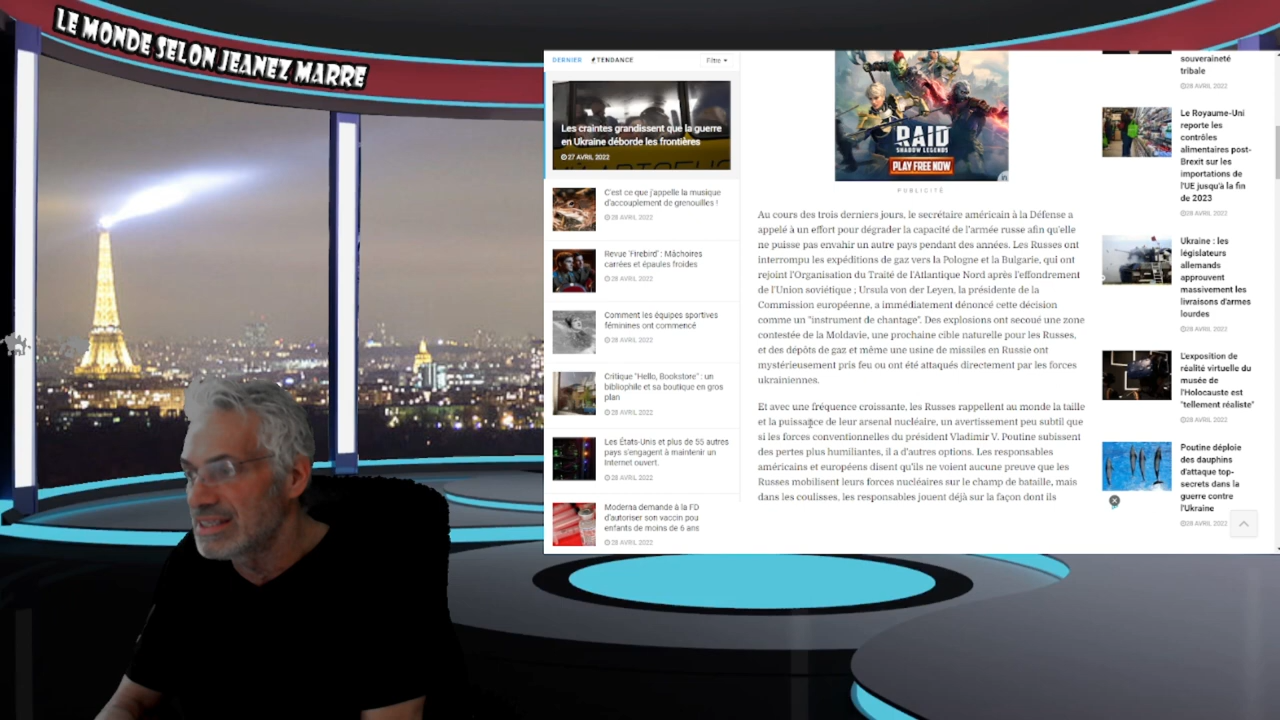 LE MONDE SELON JEANEZ MARRE
DERNIER TENDANCE Filtre
Les craintes grandissent que la guerre
en Ukraine déborde les frontières
27 AVRIL 2022
C'est ce que j'appelle la musique
d'accouplement de grenouilles !
28 AVRIL 2022
Revue 'Firebird' : Mâchoires
carrées et épaules froides
28 AVRIL 2022
Comment les équipes sportives
féminines ont commencé
28 AVRIL 2022
Critique "Hello, Bookstore" : un
bibliophile et sa boutique en gros
plan
28 AVRIL 2022
Les États-Unis et plus de 55 autres
pays s'engagent à maintenir un
Internet ouvert.
28 AVRIL 2022
Moderna demande à la FD
d'autoriser son vaccin pou
enfants de moins de 6 ans
28 AVRIL 2022
RAID
SHADOW LEGENDS
PLAY FREE NOW
PUBLICITÉ
Au cours des trois derniers jours, le secrétaire américain à la Défense a
appelé à un effort pour dégrader la capacité de l'armée russe afin qu'elle
ne puisse pas envahir un autre pays pendant des années. Les Russes ont
interrompu les expéditions de gaz vers la Pologne et la Bulgarie, qui ont
rejoint l'Organisation du Traité de l'Atlantique Nord après l'effondrement
de l'Union soviétique ; Ursula von der Leyen, la présidente de la
Commission européenne, a immédiatement dénoncé cette décision
comme un "instrument de chantage". Des explosions ont secoué une zone
contestée de la Moldavie, une prochaine cible naturelle pour les Russes,
et des dépôts de gaz et même une usine de missiles en Russie ont
mystérieusement pris feu ou ont été attaqués directement par les forces
ukrainiennes.
Et avec une fréquence croissante, les Russes rappellent au monde la taille
et la puissance de leur arsenal nucléaire, un avertissement peu subtil que
si les forces conventionnelles du président Vladimir V. Poutine subissent
des pertes plus humiliantes, il a d'autres options. Les responsables
américains et européens disent qu'ils ne voient aucune preuve que les
Russes mobilisent leurs forces nucléaires sur le champ de bataille, mais
dans les coulisses, les responsables jouent déjà sur la façon dont ils
souveraineté
tribale
28 AVRIL 2022
Le Royaume-Uni
reporte les
contrôles
alimentaires post-
Brexit sur les
importations de
l'UE jusqu'à la fin
de 2023
28 AVRIL 2022
Ukraine : les
législateurs
allemands
approuvent
massivement les
livraisons d'armes
lourdes
28 AVRIL 2022
L'exposition de
réalité virtuelle du
musée de
l'Holocauste est
"tellement réaliste"
28 AVRIL 2022
Poutine déploie
des dauphins
d'attaque top-
secrets dans la
guerre contre
l'Ukraine
28 AVRIL 2022